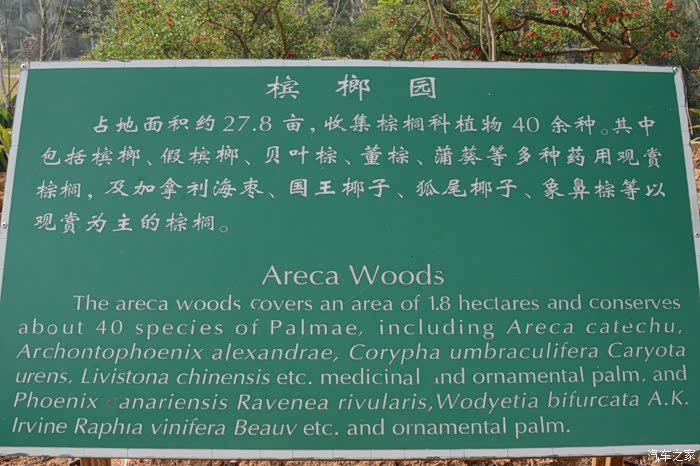 槟 榔 园
占地面积约27.8亩，收集棕榈科植物40余种。其中
包括槟榔、假槟榔、贝叶棕、董棕、蒲葵等多种药用观赏
棕榈，及加拿利海枣、国王椰子、狐尾椰子、象鼻棕等以
观赏为主的棕榈。
Areca Woods
The areca woods covers an area of 1.8 hectares and conserves
about 40 species of Palmae, including Areca catechu,
Archontophoenix alexandrae, Corypha umbraculifera Caryota
urens, Livistona chinensis etc. medicinal and ornamental palm, and
Phoenix canariensis Ravenea rivularis,Wodyetia bifurcata A.K.
Irvine Raphia vinifera Beauv etc. and ornamental palm.
汽车之家